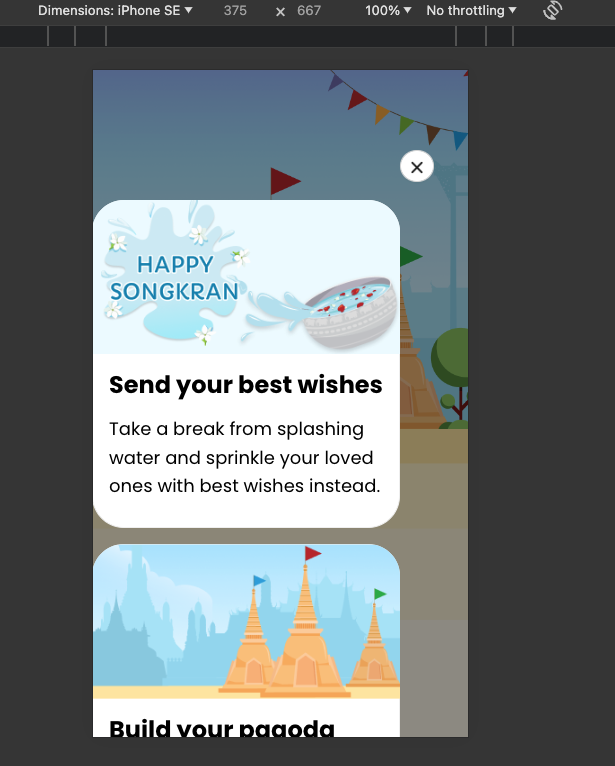 Dimensions: iPhone SE ▼ 375 × 667 100% ▼ No throttling ▼
×
HAPPY
SONGKRAN
Send your best wishes
Take a break from splashing
water and sprinkle your loved
ones with best wishes instead.
Build your pagoda